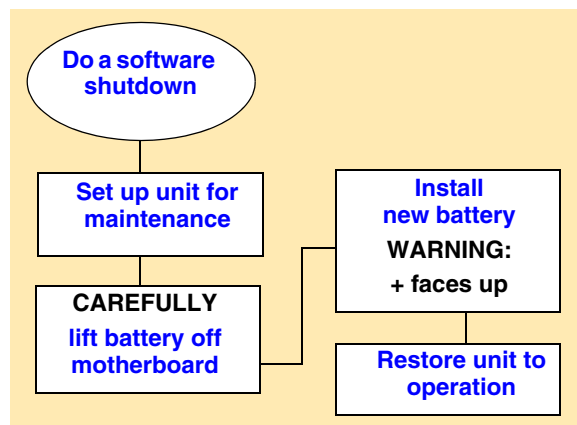 Do a software
shutdown
Set up unit for
maintenance
CAREFULLY
lift battery off
motherboard
Install
new battery
WARNING:
+ faces up
Restore unit to
operation